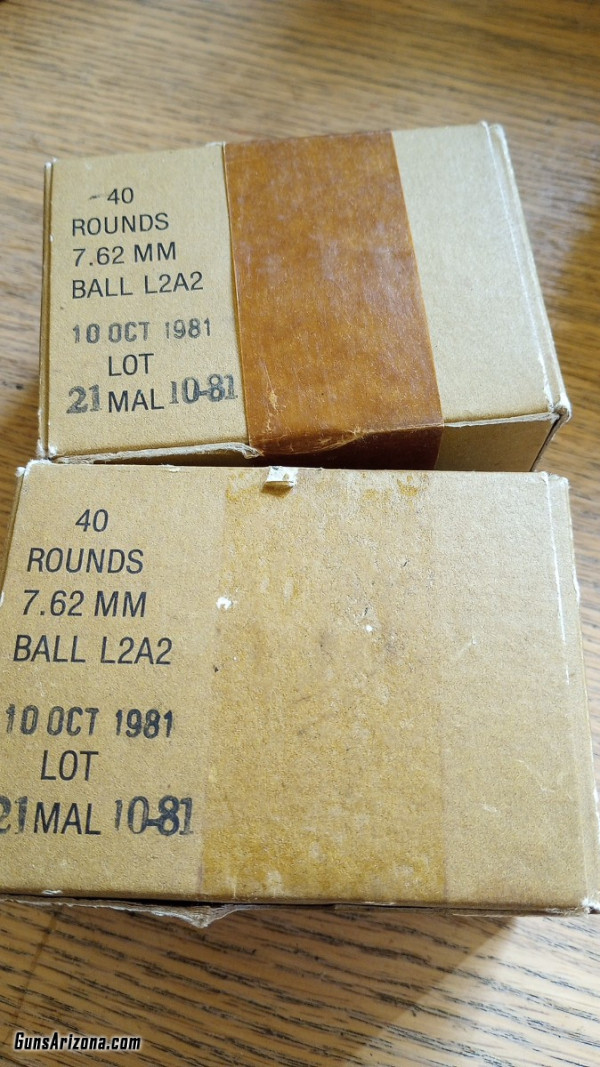 40
ROUNDS
7.62 MM
BALL L2A2
10 OCT 1981
LOT
21 MAL 10-81
40
ROUNDS
7.62 MM
BALL L2A2
10 OCT 1981
LOT
21 MAL 10-81
GunsArizona.com